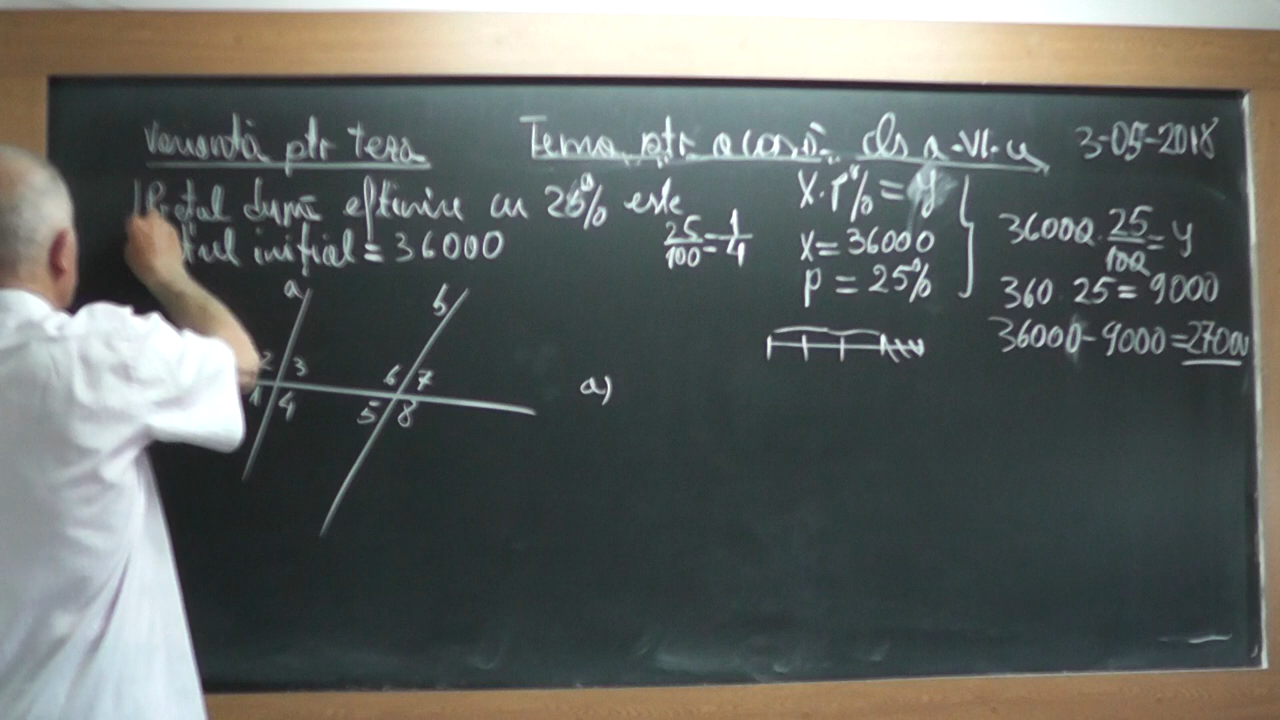 Variantă ptr teza
Tema ptr acasă cls a-VI-a
3-05-2018
Prețul după eftinire cu 25% este
țul inițial = 36000
25/100 = 1/4
X·P% = y
X = 36000
p = 25%
36000·25/100 = y
360 25 = 9000
36000 - 9000 = 27000
a
b
2 3
1 4
6 7
5 8
a)